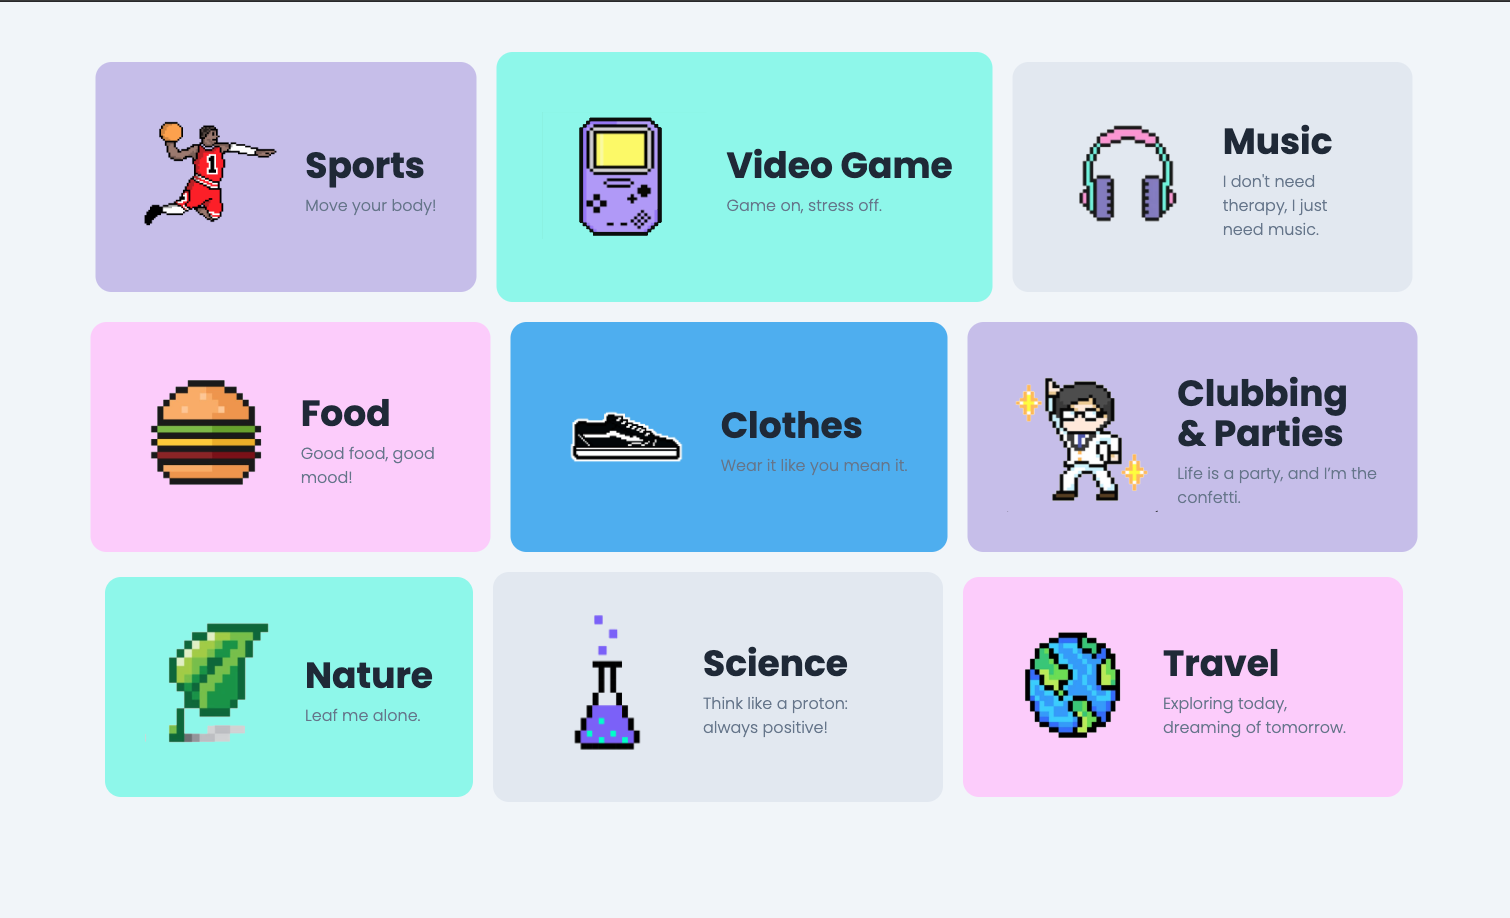 1
Sports
Move your body!
Video Game
Game on, stress off.
Music
I don't need
therapy, I just
need music.
Food
Good food, good
mood!
Clothes
Wear it like you mean it.
Clubbing
& Parties
Life is a party, and I’m the
confetti.
Nature
Leaf me alone.
Science
Think like a proton:
always positive!
Travel
Exploring today,
dreaming of tomorrow.